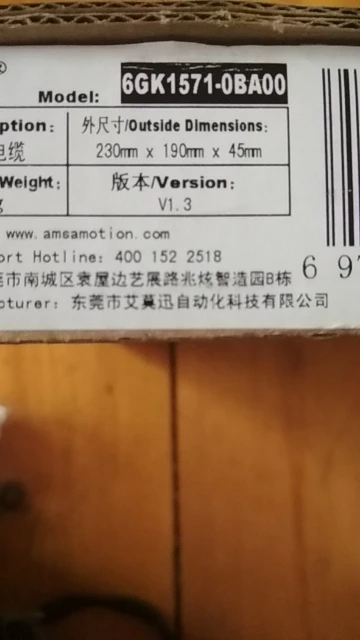 ®
Model: 6GK1571-0BA00
ption: 外尺寸/Outside Dimensions:
电缆 230mm x 190mm x 45mm
Weight: 版本/Version:
g V1.3
www.amsamotion.com
ort Hotline: 400 152 2518
莞市南城区袁屋边艺展路兆炫智造园B栋
6 97
cturer: 东莞市艾莫迅自动化科技有限公司